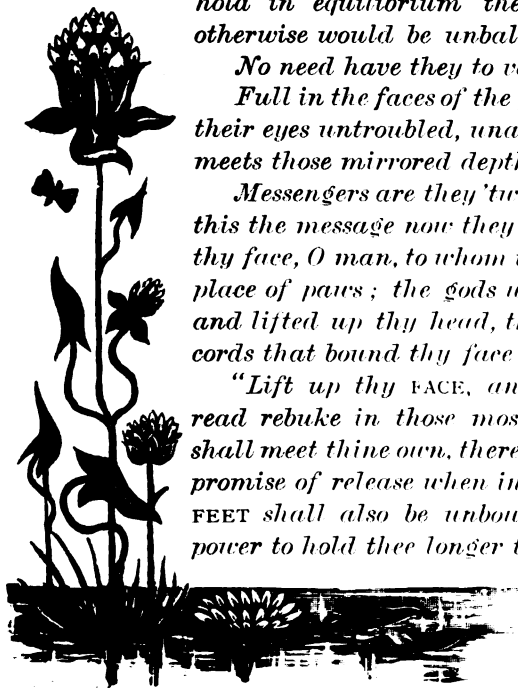 hold in equilibrium the
otherwise would be unbal
No need have they to v
Full in the faces of the
their eyes untroubled, una
meets those mirrored dept
Messengers are they 'tw
this the message now they
thy face, O man, to whom
place of paws; the gods
and lifted up thy head, t
cords that bound thy face
"Lift up thy FACE, an
read rebuke in those mos
shall meet thine own, there
promise of release when in
FEET shall also be unbou
power to hold thee longer t